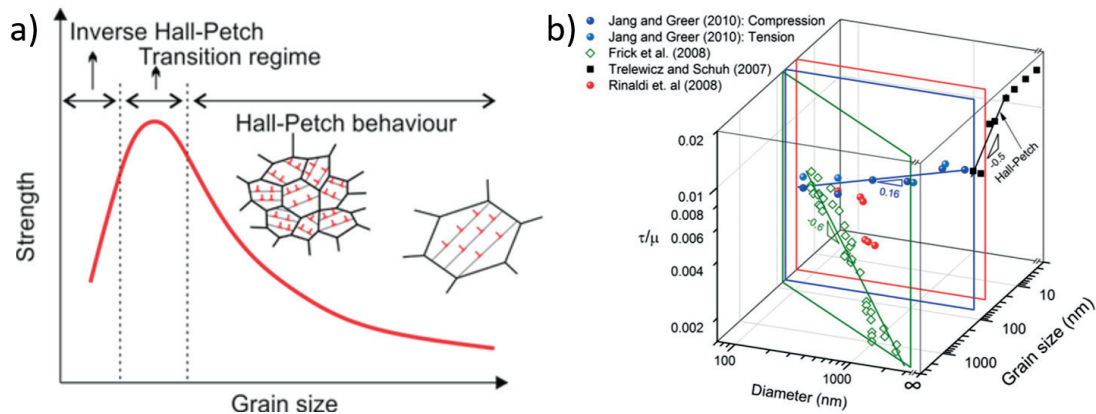 a)
Inverse Hall-Petch
Transition regime
Hall-Petch behaviour
Strength
Grain size
b)
Jang and Greer (2010): Compression
Jang and Greer (2010): Tension
Frick et al. (2008)
Trelewicz and Schuh (2007)
Rinaldi et. al (2008)
0.02
0.01
0.008
0.006
0.004
0.002
τ/μ
-0.5
Hall-Petch
0.16
-0.6
100
1000
∞
Diameter (nm)
10
100
1000
Grain size (nm)